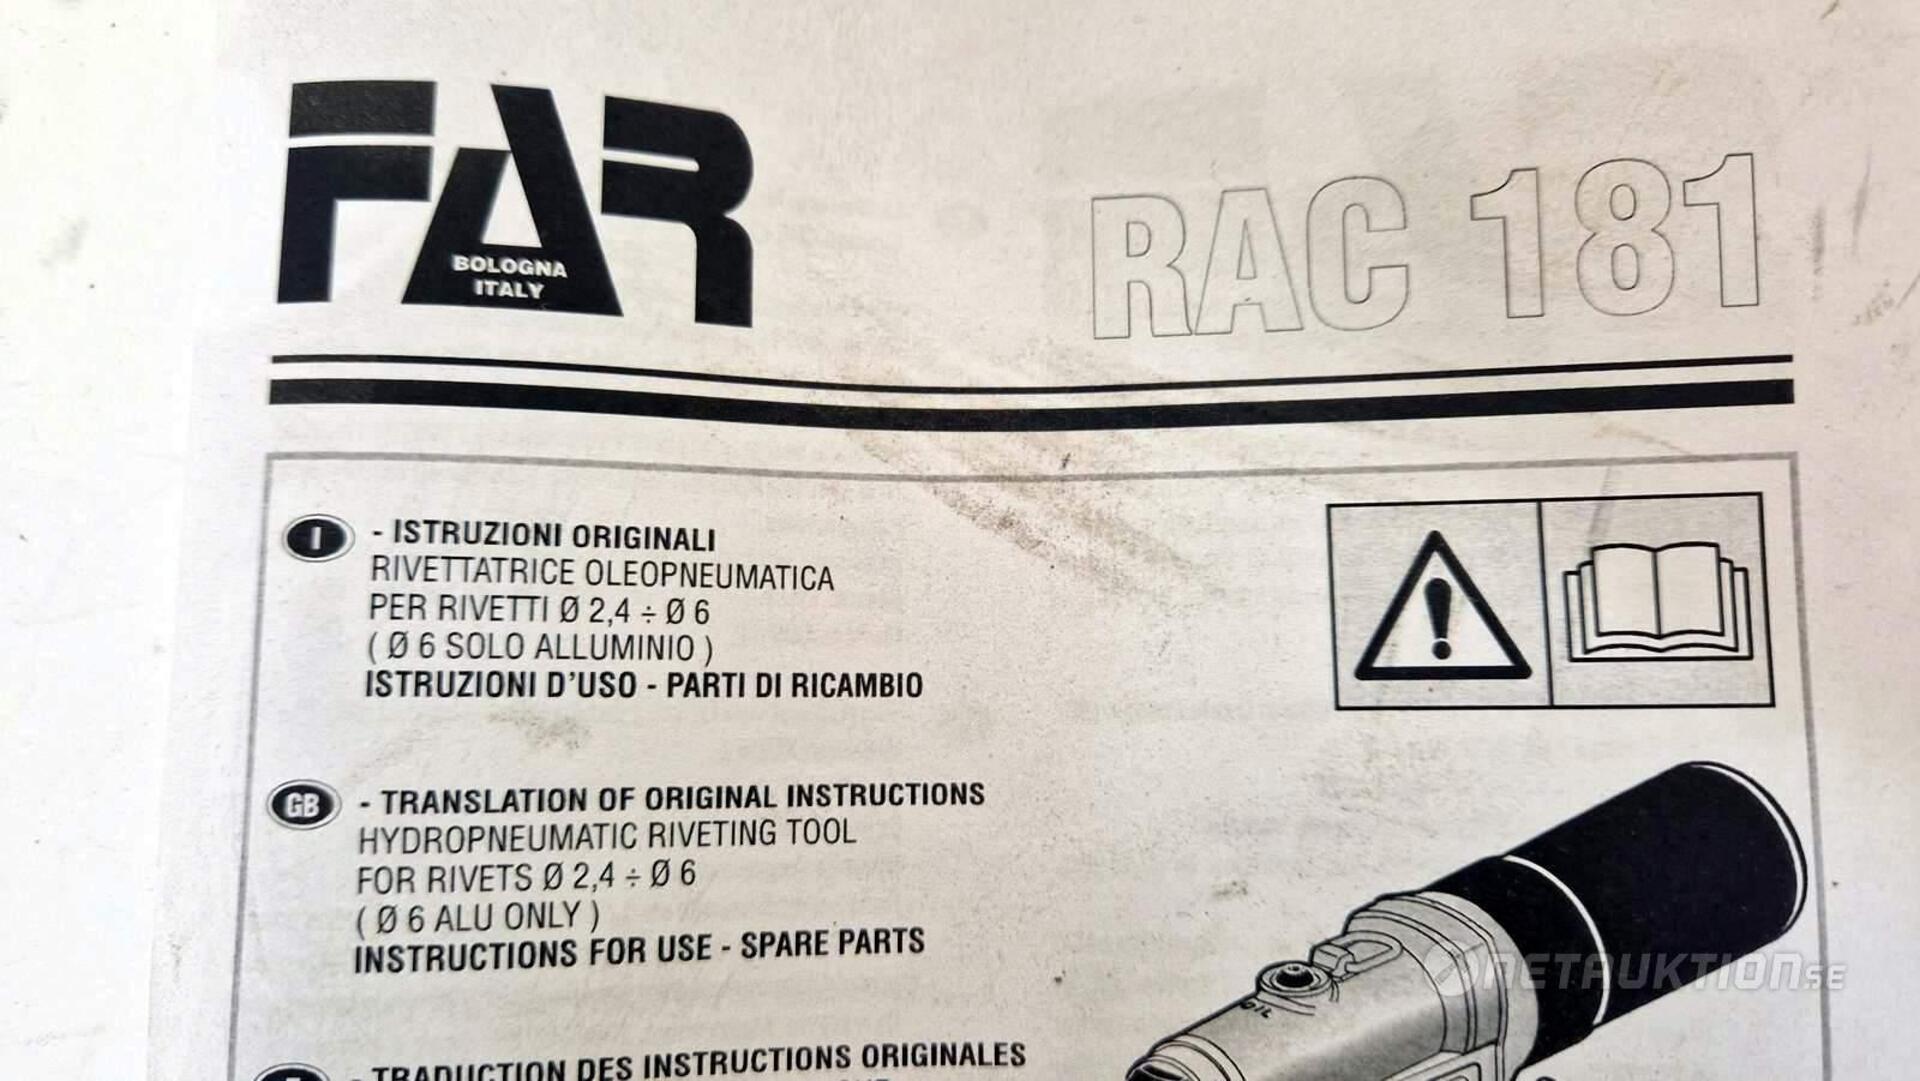 FAR
BOLOGNA
ITALY
RAC 181
I - ISTRUZIONI ORIGINALI
RIVETTATRICE OLEOPNEUMATICA
PER RIVETTI Ø 2,4 ÷ Ø 6
( Ø 6 SOLO ALLUMINIO )
ISTRUZIONI D'USO - PARTI DI RICAMBIO
GB - TRANSLATION OF ORIGINAL INSTRUCTIONS
HYDROPNEUMATIC RIVETING TOOL
FOR RIVETS Ø 2,4 ÷ Ø 6
( Ø 6 ALU ONLY )
INSTRUCTIONS FOR USE - SPARE PARTS
OIL
NETAUKTION.SE
- TRADUCTION DES INSTRUCTIONS ORIGINALES